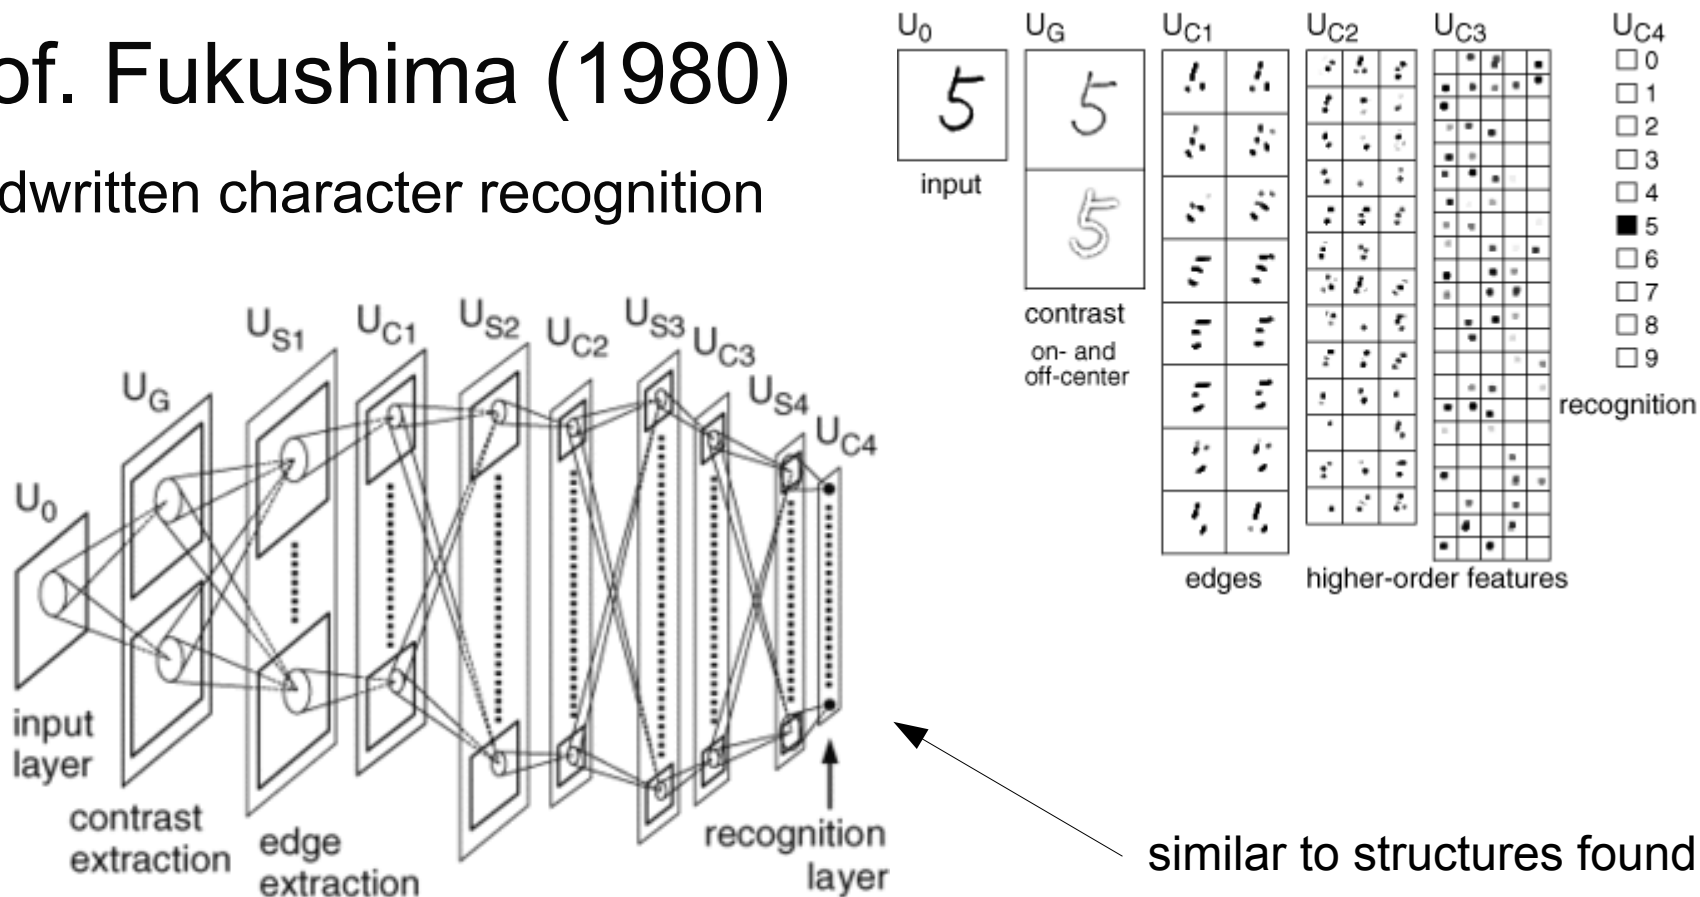 of. Fukushima (1980)
dwritten character recognition
U0
UG
US1
UC1
US2
UC2
US3
UC3
US4
UC4
input
layer
contrast
extraction
edge
extraction
recognition
layer
U0
UG
UC1
UC2
UC3
UC4
5
5
5
input
contrast
on- and
off-center
edges
higher-order features
0
1
2
3
4
5
6
7
8
9
recognition
similar to structures found